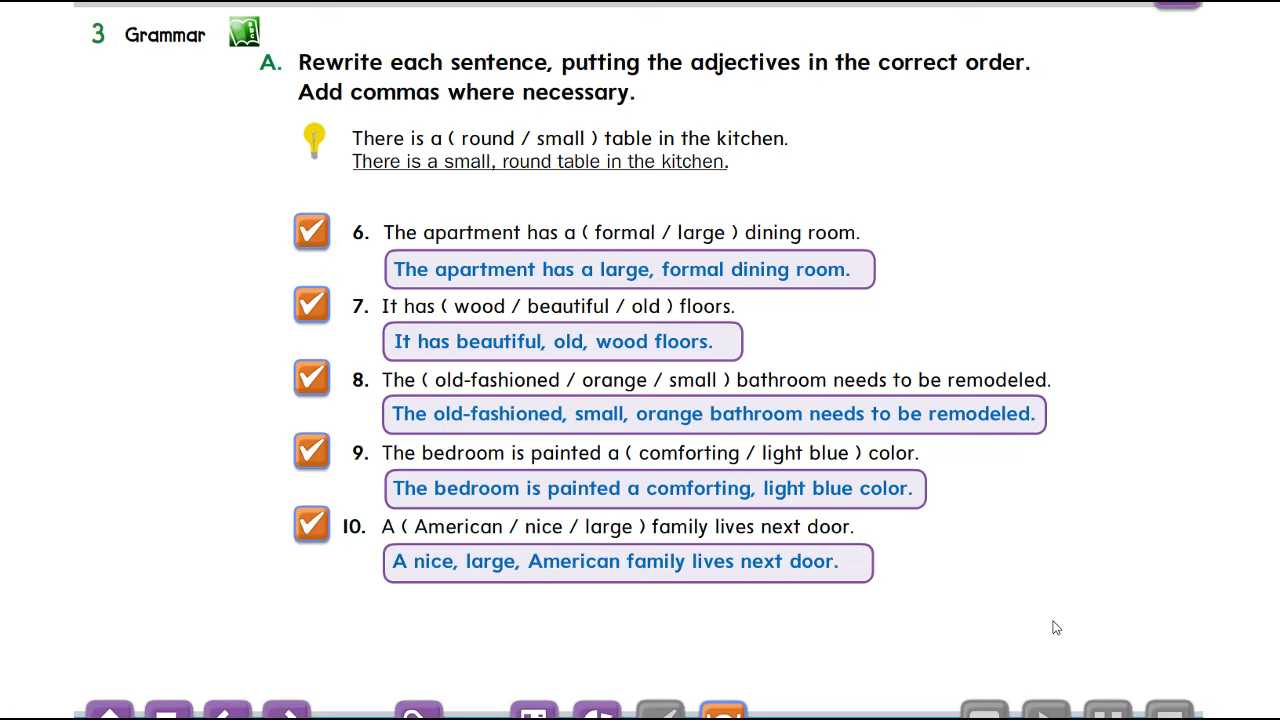 3 Grammar
A. Rewrite each sentence, putting the adjectives in the correct order.
Add commas where necessary.
There is a ( round / small ) table in the kitchen.
There is a small, round table in the kitchen.
6. The apartment has a ( formal / large ) dining room.
The apartment has a large, formal dining room.
7. It has ( wood / beautiful / old ) floors.
It has beautiful, old, wood floors.
8. The ( old-fashioned / orange / small ) bathroom needs to be remodeled.
The old-fashioned, small, orange bathroom needs to be remodeled.
9. The bedroom is painted a ( comforting / light blue ) color.
The bedroom is painted a comforting, light blue color.
10. A ( American / nice / large ) family lives next door.
A nice, large, American family lives next door.